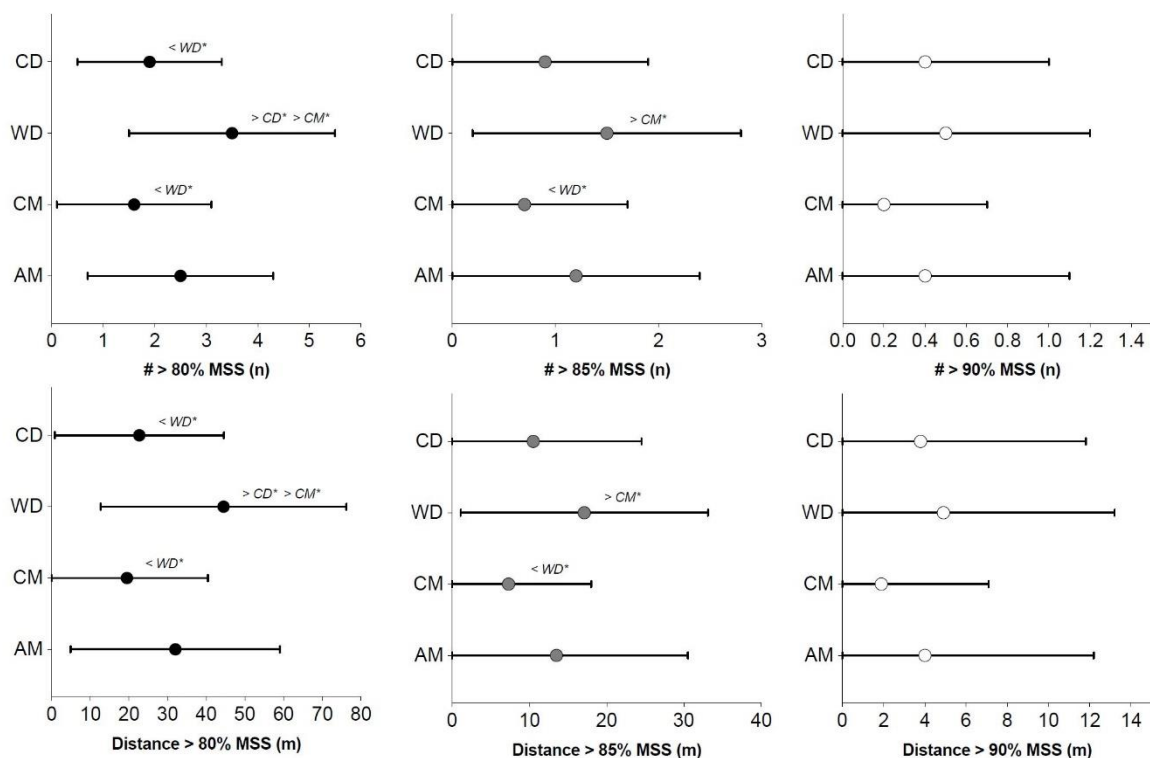 CD
< WD*
WD
> CD* > CM*
CM
< WD*
AM
0 1 2 3 4 5 6
# > 80% MSS (n)
CD
WD
> CM*
CM
< WD*
AM
0 1 2 3
# > 85% MSS (n)
CD
WD
CM
AM
0.0 0.2 0.4 0.6 0.8 1.0 1.2 1.4
# > 90% MSS (n)
CD
< WD*
WD
> CD* > CM*
CM
< WD*
AM
0 10 20 30 40 50 60 70 80
Distance > 80% MSS (m)
CD
WD
> CM*
CM
< WD*
AM
0 10 20 30 40
Distance > 85% MSS (m)
CD
WD
CM
AM
0 2 4 6 8 10 12 14
Distance > 90% MSS (m)